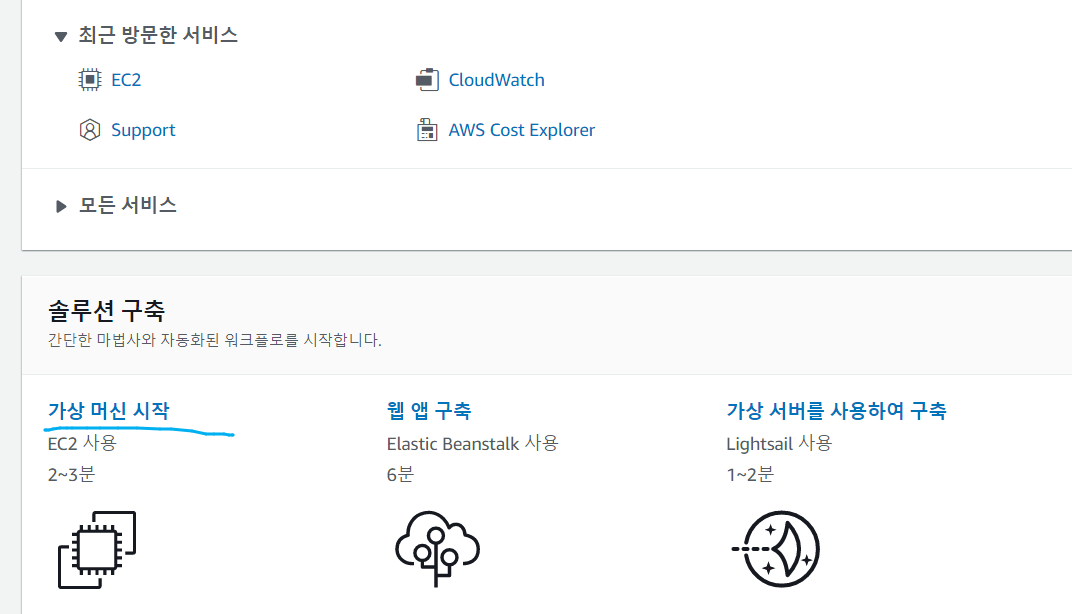 최근 방문한 서비스
EC2
CloudWatch
Support
AWS Cost Explorer
모든 서비스
솔루션 구축
간단한 마법사와 자동화된 워크플로를 시작합니다.
가상 머신 시작
EC2 사용
2~3분
웹 앱 구축
Elastic Beanstalk 사용
6분
가상 서버를 사용하여 구축
Lightsail 사용
1~2분